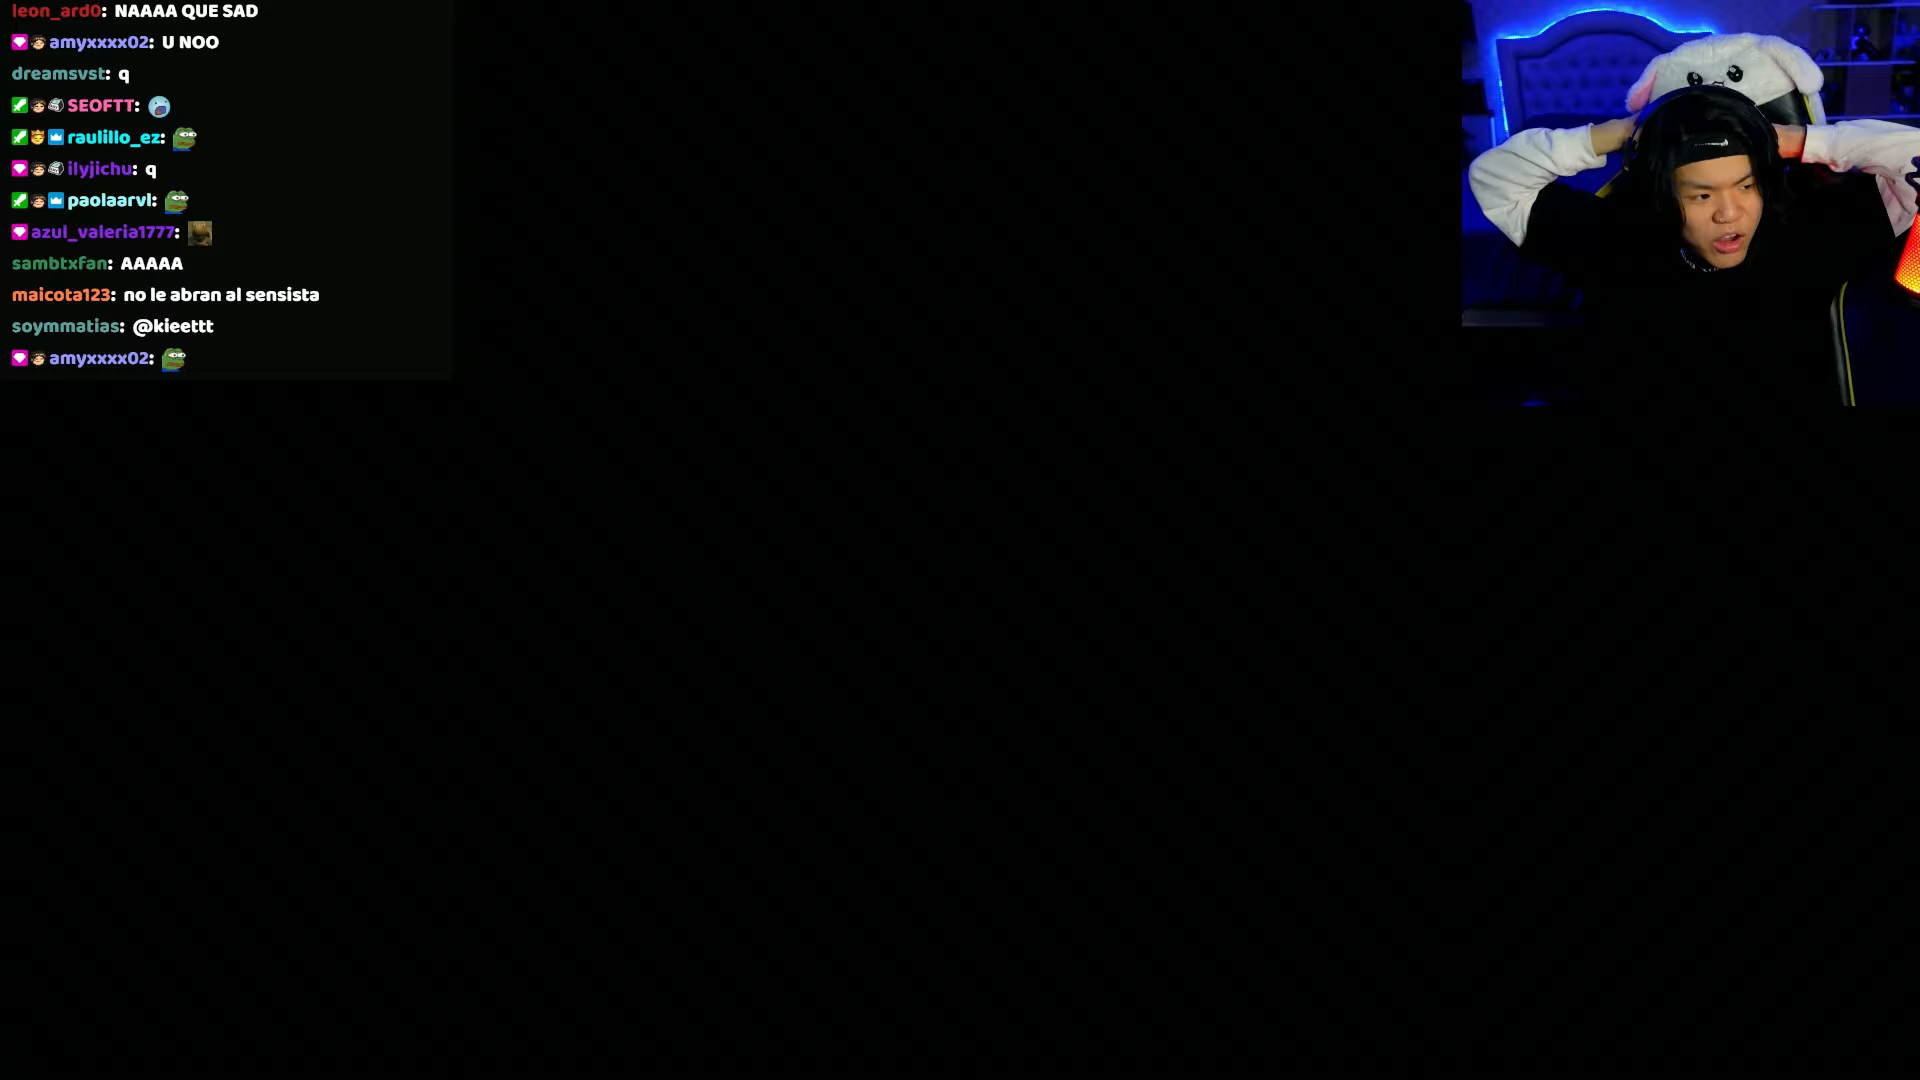 leon_ard0: NAAAA QUE SAD
amyxxxx02: U NOO
dreamsvst: q
SEOFTT:
raulillo_ez:
ilyjichu: q
paolaarvl:
azul_valeria1777:
sambtxfan: AAAAA
maicota123: no le abran al sensista
soymmatias: @kieettt
amyxxxx02: